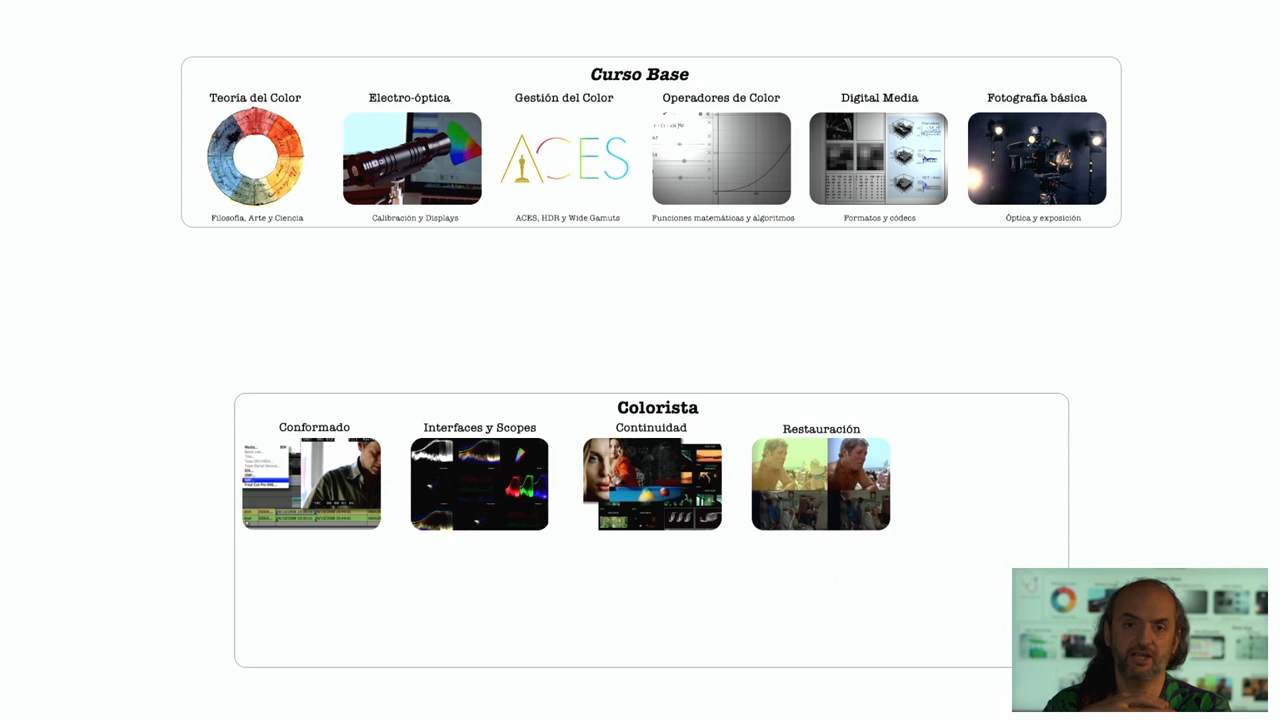 Curso Base
Teoría del Color
Electro-óptica
Gestión del Color
Operadores de Color
Digital Media
Fotografía básica
ACES
Filosofía, Arte y Ciencia
Calibración y Displays
ACES, HDR y Wide Gamuts
Funciones matemáticas y algoritmos
Formatos y códecs
Óptica y exposición
Colorista
Conformado
Interfaces y Scopes
Continuidad
Restauración